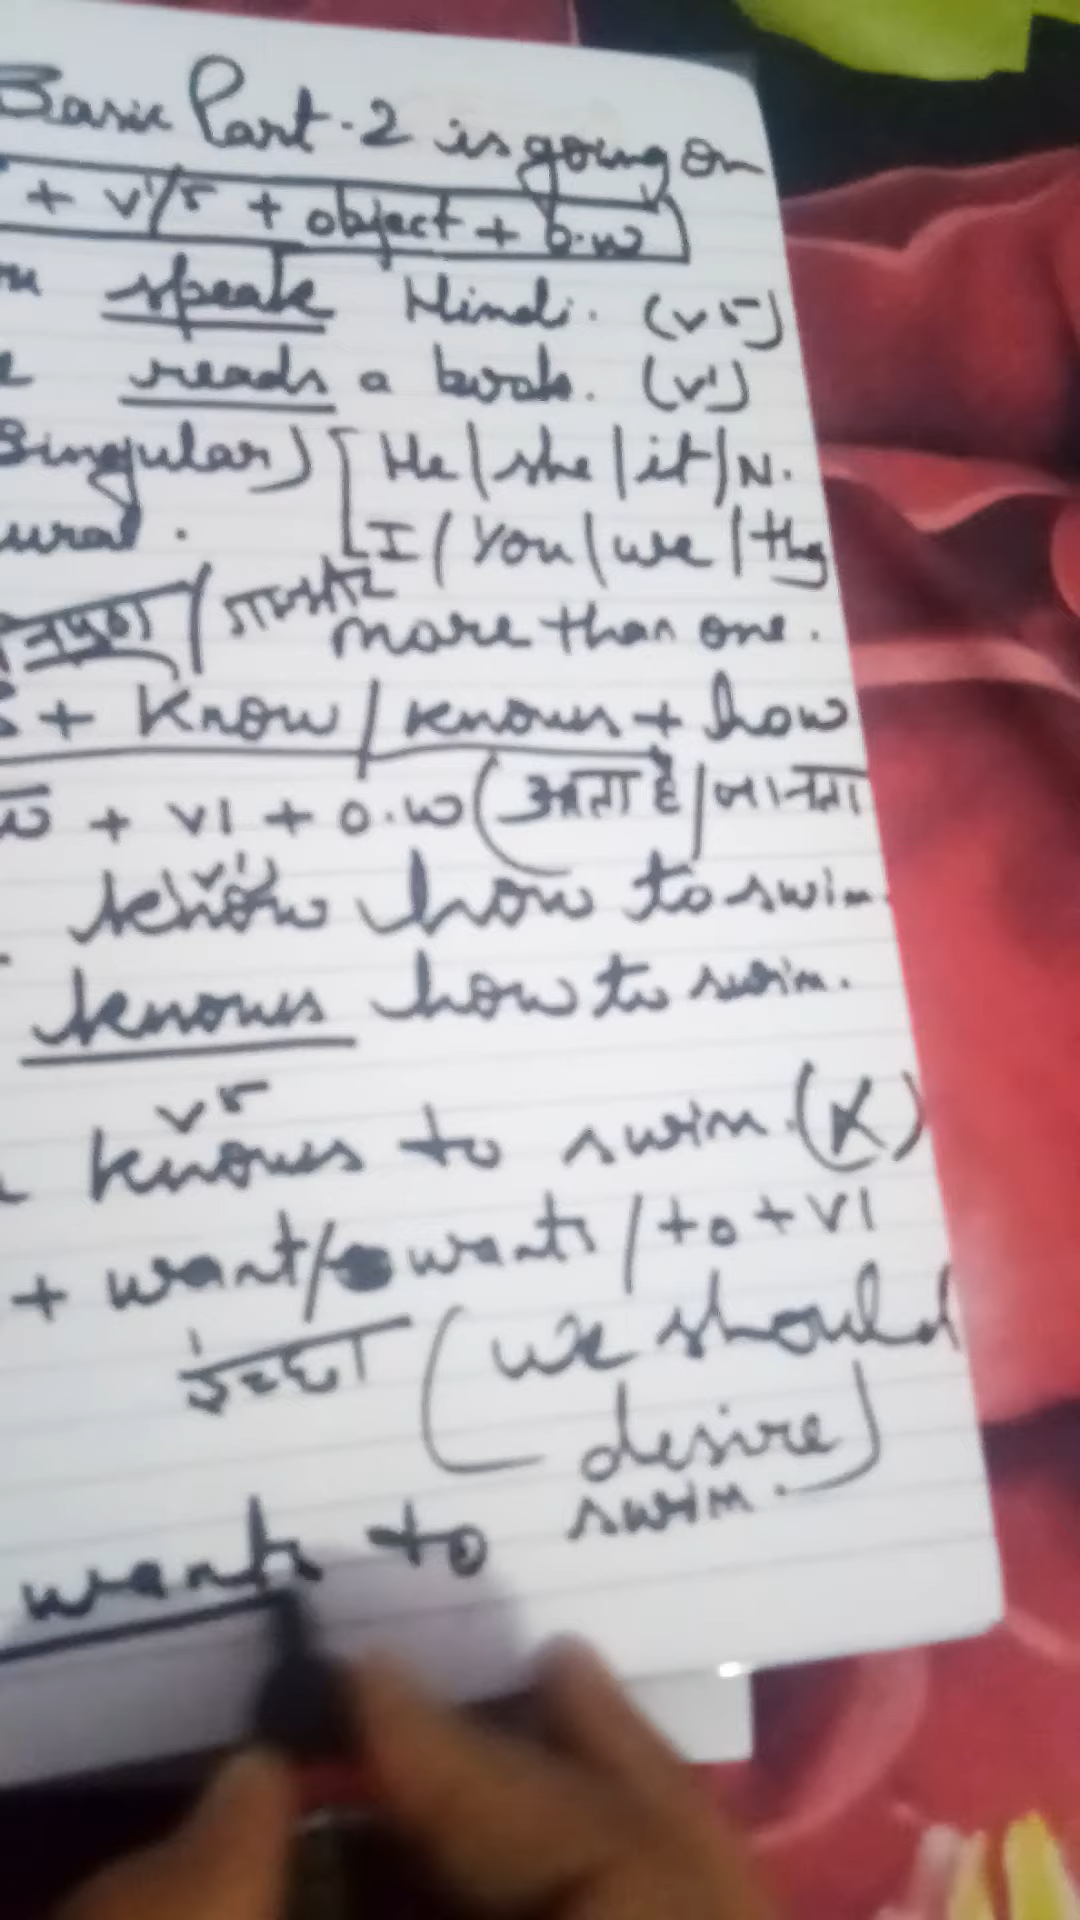 Basic Part-2 is going on
+ v1/5 + object + o.w
speak Hindi. (v5)
reads a book. (v1)
Singular) [He/she/it/N.
I/You/we/they
more than one.
+ know/knows + how
+ v1 + o.w (आता है/जानता
v1
know how to swim.
knows how to swim.
v5
knows to swim. (X)
+ want/wants/to + v1
इच्छा (we should
desire)
wants to swim.